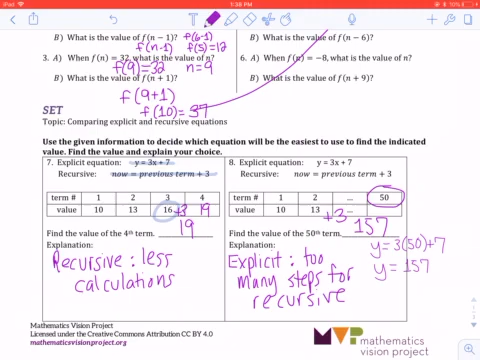 iPad
1:38 PM
B) What is the value of f(n − 1)? f(6-1)
f(n-1) f(5)=12
B) What is the value of f(n − 6)?
3. A) When f(n) = 32, what is the value of n?
f(9)=32 n=9
6. A) When f(n) = −8, what is the value of n?
B) What is the value of f(n + 1)?
B) What is the value of f(n + 9)?
f(9+1)
f(10)=37
SET
Topic: Comparing explicit and recursive equations
Use the given information to decide which equation will be the easiest to use to find the indicated
value. Find the value and explain your choice.
7. Explicit equation: y = 3x + 7
Recursive: now = previous term + 3
term # 1 2 3 4
value 10 13 16 +3 19
19
Find the value of the 4th term.
Explanation:
Recursive: less
calculations
8. Explicit equation: y = 3x + 7
Recursive: now = previous term + 3
term # 1 2 ... 50
value 10 13 ...
+3
Find the value of the 50th term. 157
Explanation:
Explicit: too
many steps for
recursive
y=3(50)+7
y=157
Mathematics Vision Project
Licensed under the Creative Commons Attribution CC BY 4.0
mathematicsvisionproject.org
MVP mathematics
vision project